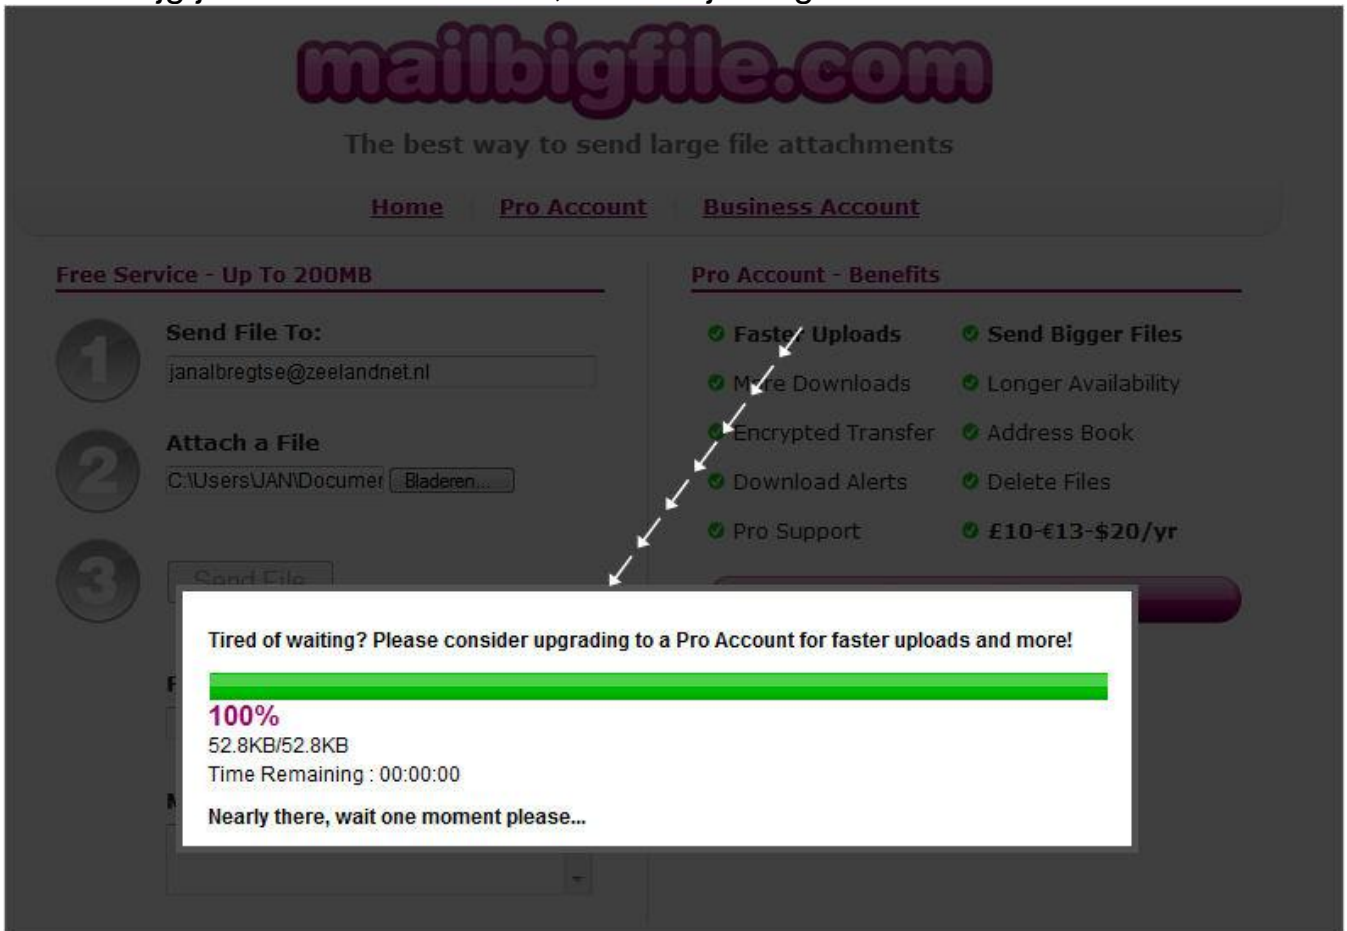 mailbigfile.com
The best way to send large file attachments
Home Pro Account Business Account
Free Service - Up To 200MB
1
Send File To:
janalbregtse@zeelandnet.nl
2
Attach a File
C:\Users\JAN\Documer Bladeren...
3
Send File
Pro Account - Benefits
Faster Uploads Send Bigger Files
More Downloads Longer Availability
Encrypted Transfer Address Book
Download Alerts Delete Files
Pro Support £10-€13-$20/yr
Tired of waiting? Please consider upgrading to a Pro Account for faster uploads and more!
100%
52.8KB/52.8KB
Time Remaining : 00:00:00
Nearly there, wait one moment please...